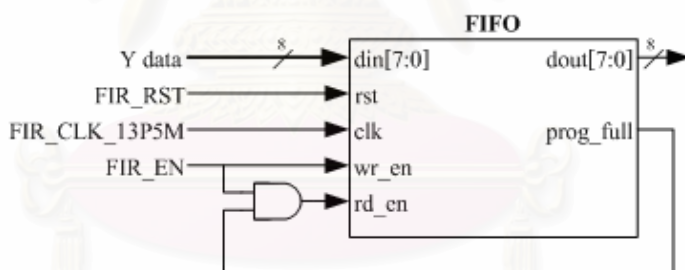 FIFO
8
Y data
din[7:0]
dout[7:0]
8
FIR_RST
rst
FIR_CLK_13P5M
clk
prog_full
FIR_EN
wr_en
rd_en